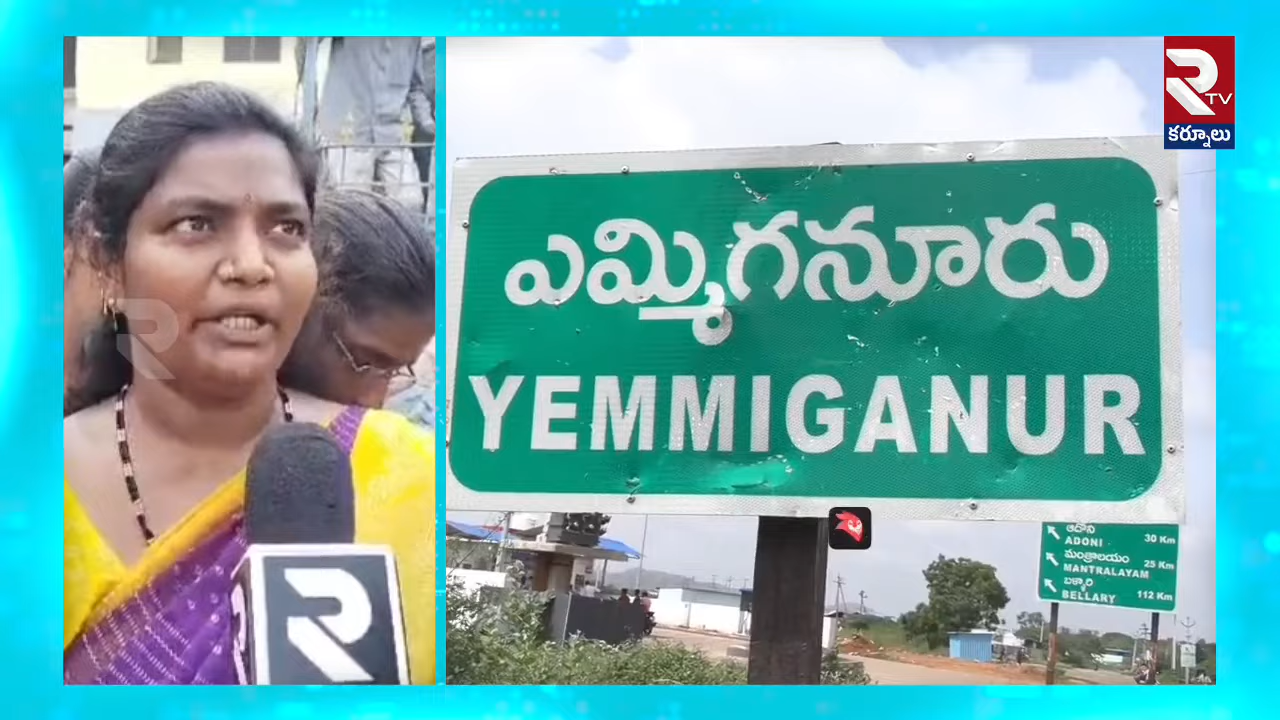 R
TV
కర్నూలు
ఎమ్మిగనూరు
YEMMIGANUR
ఆదోని
ADONI 30 Km
మంత్రాలయం
MANTRALAYAM 25 Km
బళ్ళారి
BELLARY 112 Km
R
R